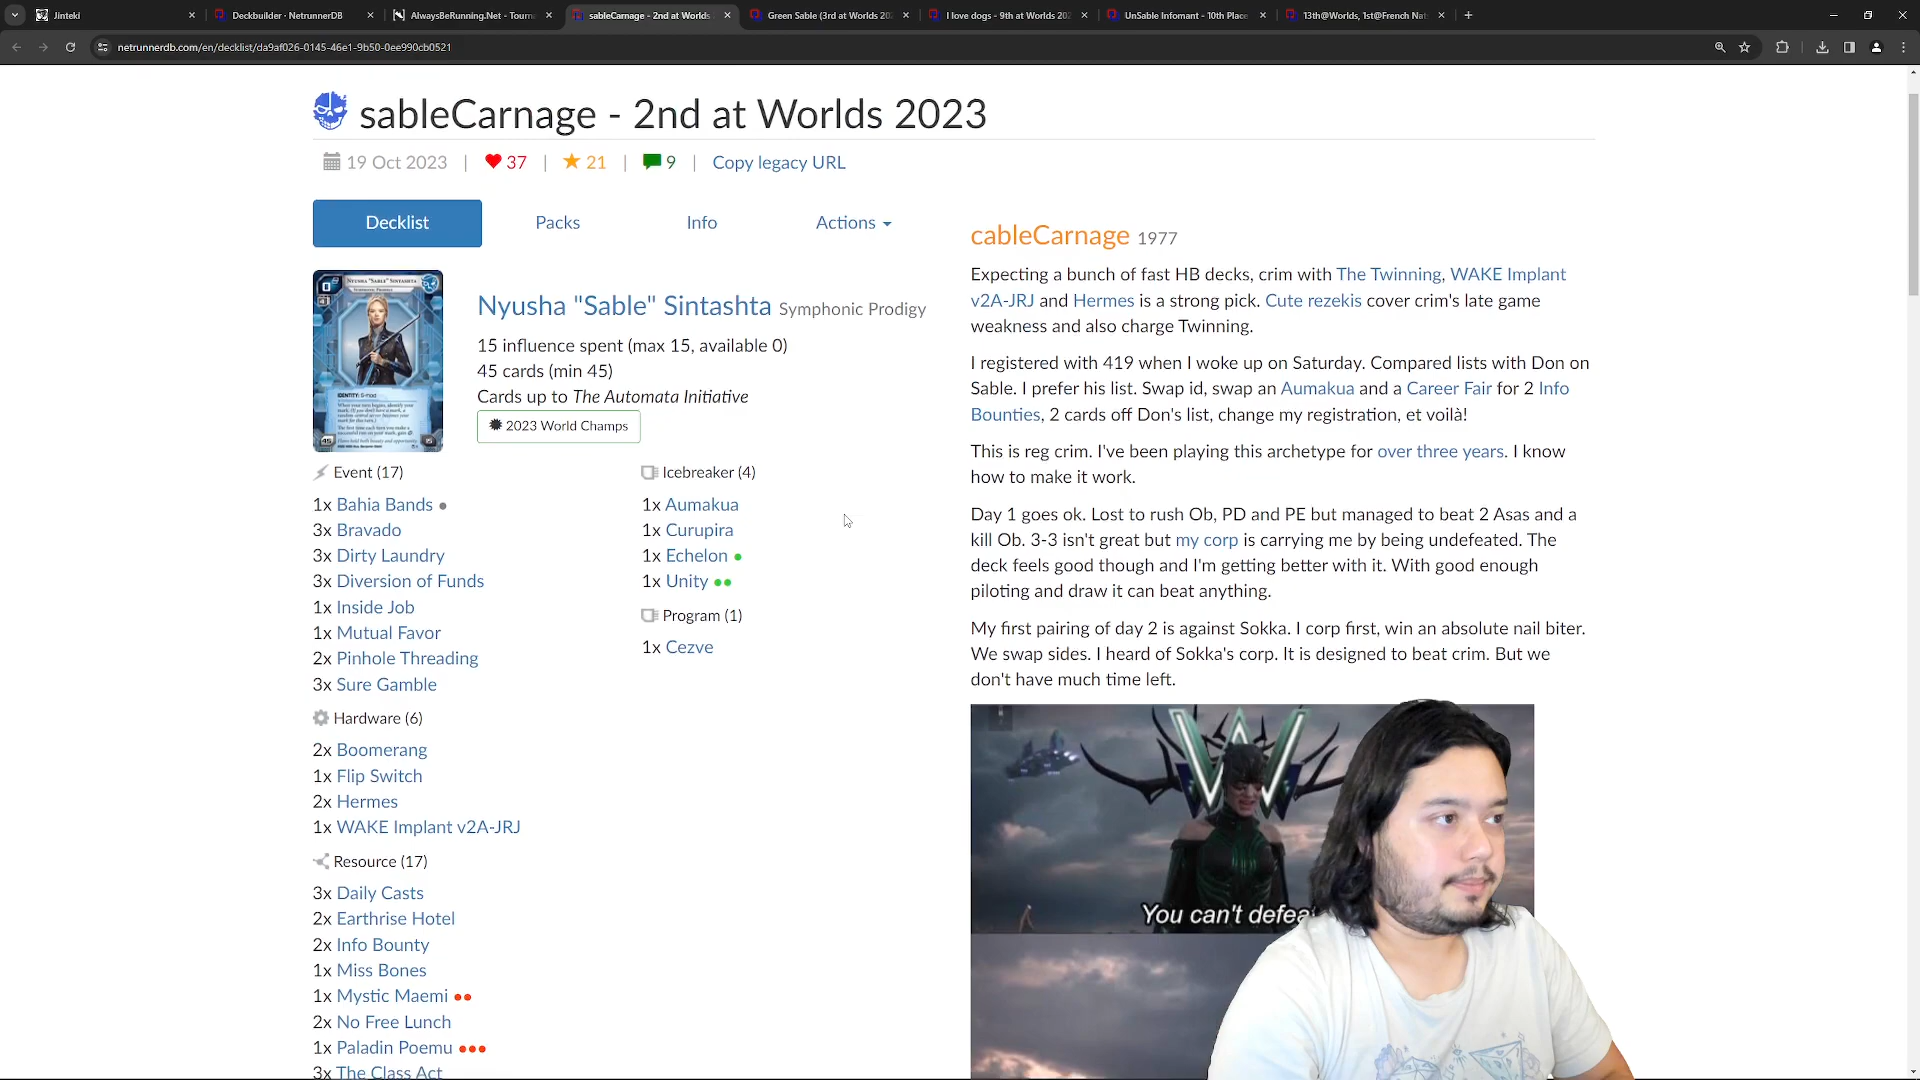 Jinteki
Deckbuilder · NetrunnerDB
AlwaysBeRunning.Net - Tourna
sableCarnage - 2nd at Worlds
Green Sable (3rd at Worlds 202
I love dogs - 9th at Worlds 202
UnSable Infomant - 10th Place
13th@Worlds, 1st@French Nat
netrunnerdb.com/en/decklist/da9af026-0145-46e1-9b50-0ee990cb0521
sableCarnage - 2nd at Worlds 2023
19 Oct 2023 | 37 | 21 | 9 | Copy legacy URL
Decklist
Packs
Info
Actions
Nyusha "Sable" Sintashta Symphonic Prodigy
15 influence spent (max 15, available 0)
45 cards (min 45)
Cards up to The Automata Initiative
2023 World Champs
Event (17)
1x Bahia Bands
3x Bravado
3x Dirty Laundry
3x Diversion of Funds
1x Inside Job
1x Mutual Favor
2x Pinhole Threading
3x Sure Gamble
Hardware (6)
2x Boomerang
1x Flip Switch
2x Hermes
1x WAKE Implant v2A-JRJ
Resource (17)
3x Daily Casts
2x Earthrise Hotel
2x Info Bounty
1x Miss Bones
1x Mystic Maemi
2x No Free Lunch
1x Paladin Poemu
3x The Class Act
Icebreaker (4)
1x Aumakua
1x Curupira
1x Echelon
1x Unity
Program (1)
1x Cezve
cableCarnage 1977
Expecting a bunch of fast HB decks, crim with The Twinning, WAKE Implant
v2A-JRJ and Hermes is a strong pick. Cute rezekis cover crim's late game
weakness and also charge Twinning.
I registered with 419 when I woke up on Saturday. Compared lists with Don on
Sable. I prefer his list. Swap id, swap an Aumakua and a Career Fair for 2 Info
Bounties, 2 cards off Don's list, change my registration, et voilà!
This is reg crim. I've been playing this archetype for over three years. I know
how to make it work.
Day 1 goes ok. Lost to rush Ob, PD and PE but managed to beat 2 Asas and a
kill Ob. 3-3 isn't great but my corp is carrying me by being undefeated. The
deck feels good though and I'm getting better with it. With good enough
piloting and draw it can beat anything.
My first pairing of day 2 is against Sokka. I corp first, win an absolute nail biter.
We swap sides. I heard of Sokka's corp. It is designed to beat crim. But we
don't have much time left.
W
You can't defea